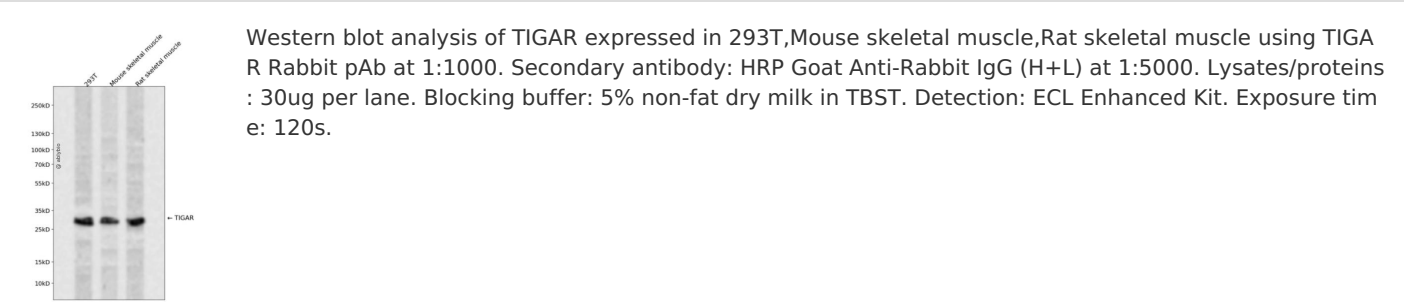 Western blot analysis of TIGAR expressed in 293T,Mouse skeletal muscle,Rat skeletal muscle using TIGA
R Rabbit pAb at 1:1000. Secondary antibody: HRP Goat Anti-Rabbit IgG (H+L) at 1:5000. Lysates/proteins
: 30ug per lane. Blocking buffer: 5% non-fat dry milk in TBST. Detection: ECL Enhanced Kit. Exposure tim
e: 120s.
293T
Mouse skeletal muscle
Rat skeletal muscle
250kD
130kD
100kD
70kD
55kD
35kD
25kD
15kD
10kD
@ abbybio
← TIGAR